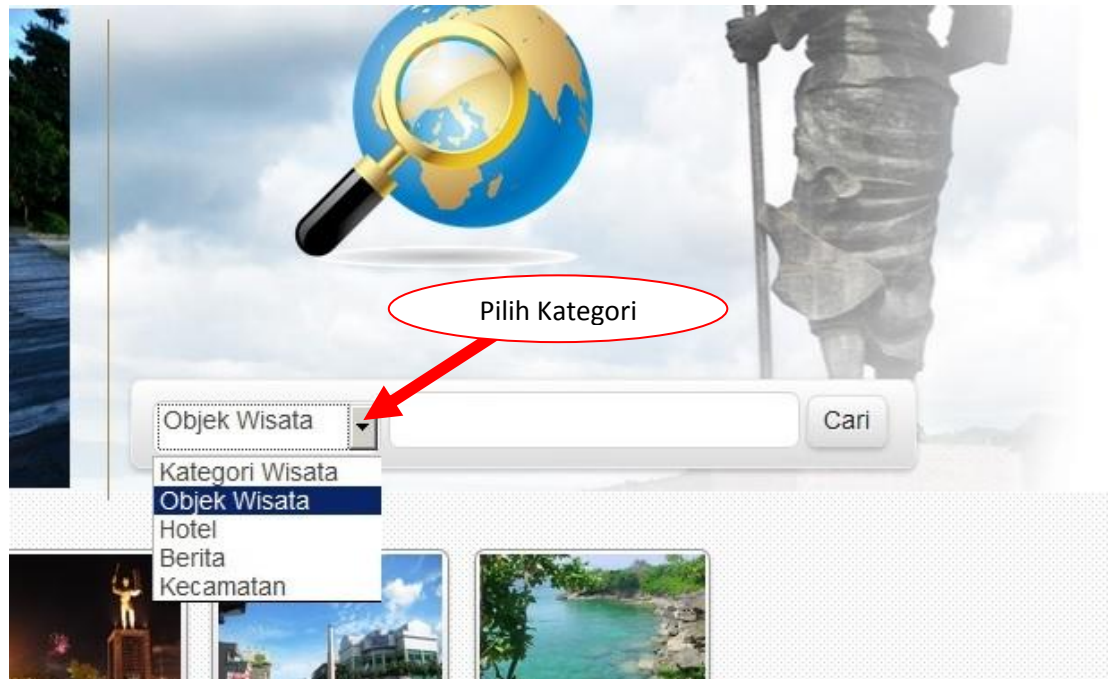 Pilih Kategori
Objek Wisata
Cari
Kategori Wisata
Objek Wisata
Hotel
Berita
Kecamatan